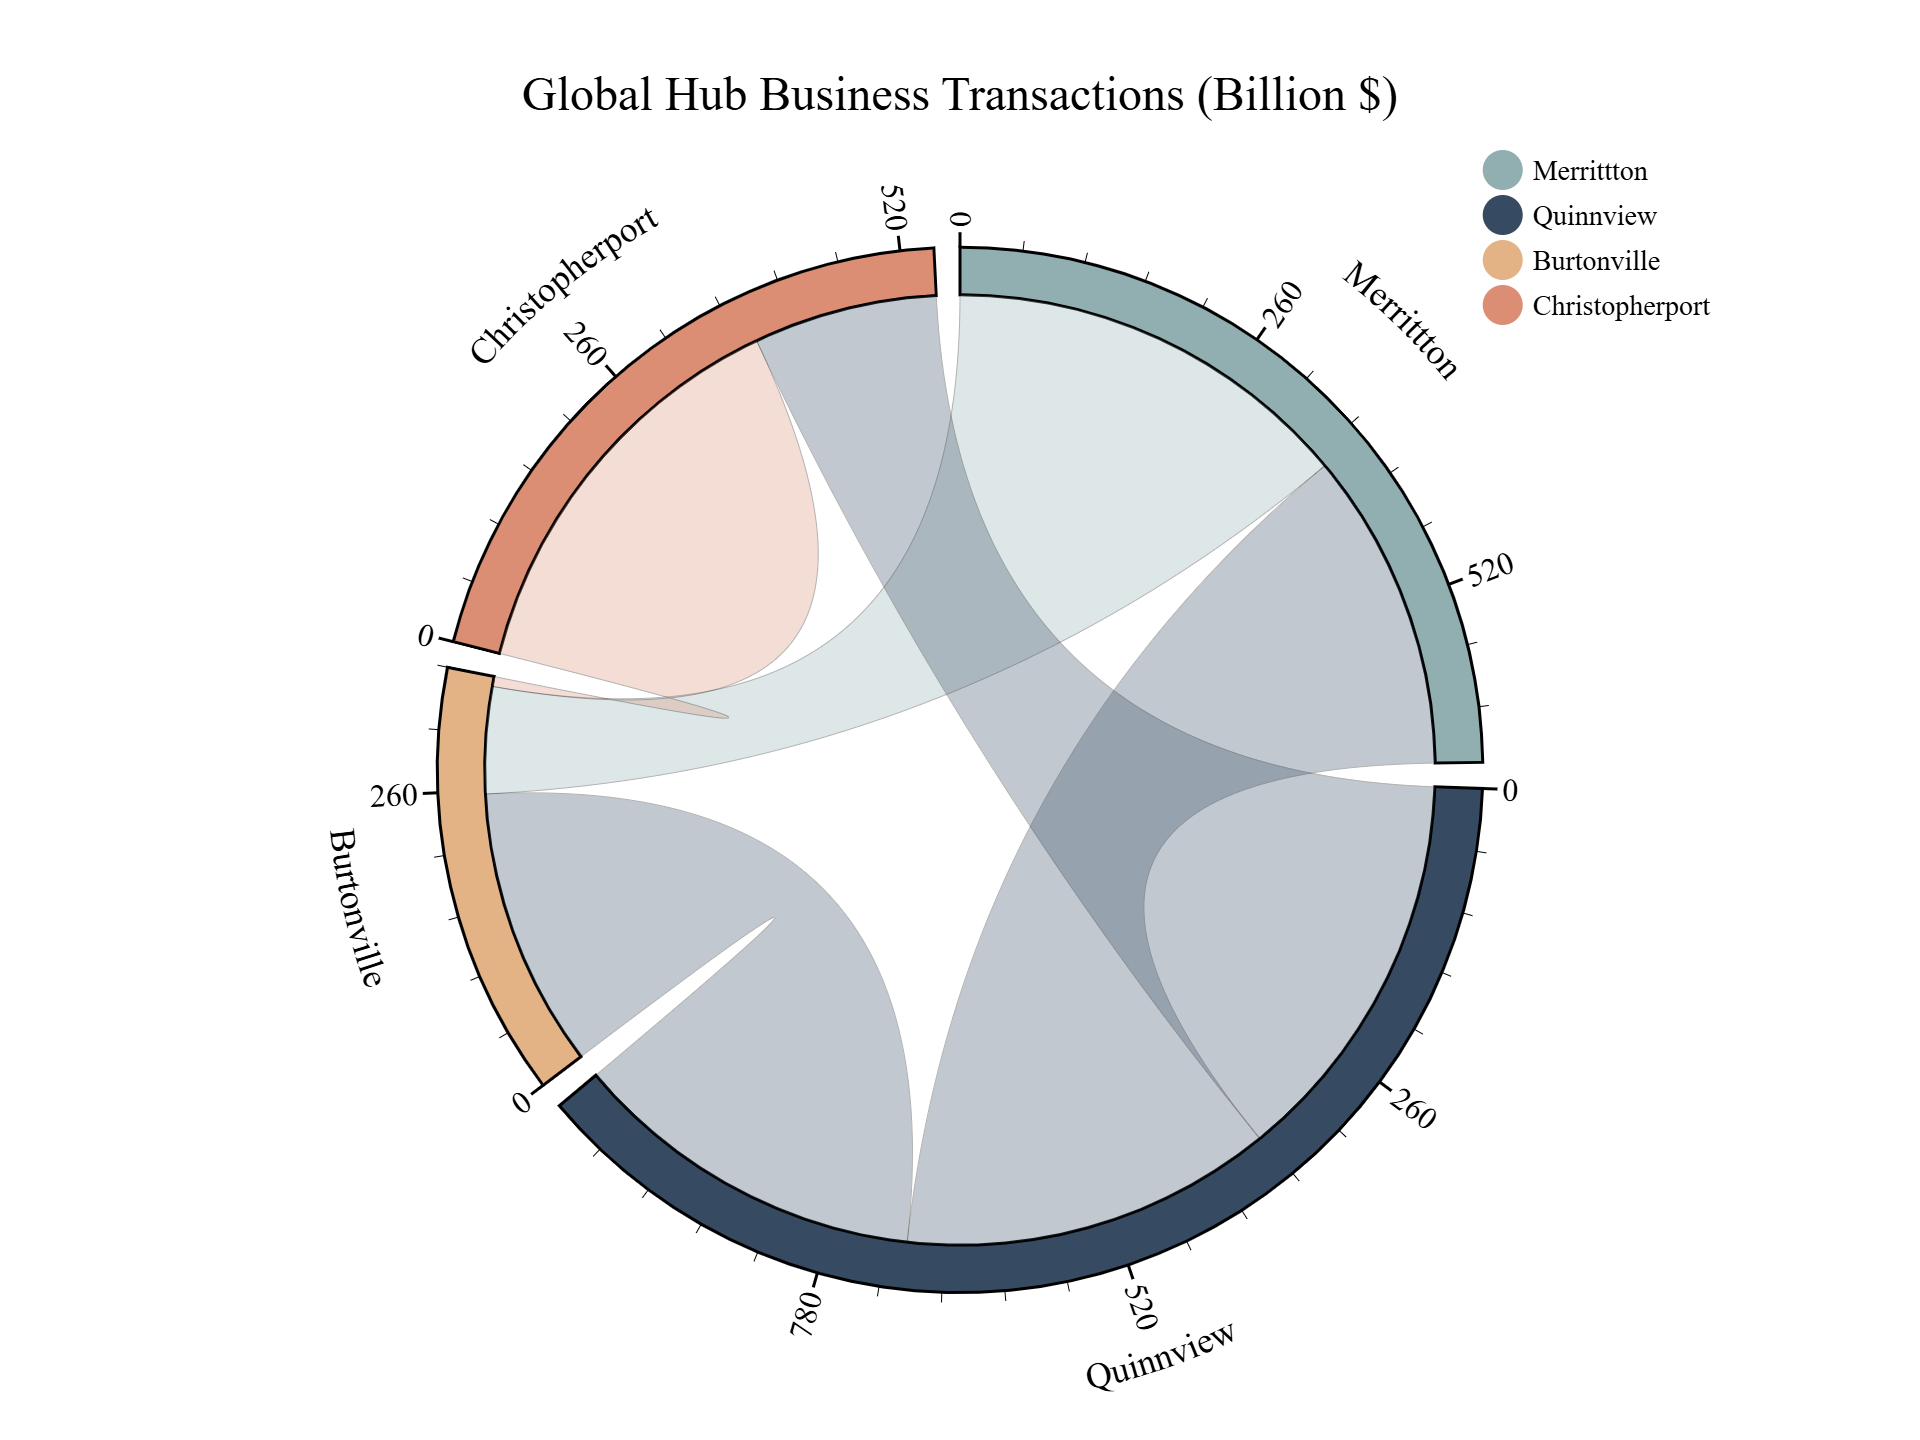 Global Hub Business Transactions (Billion $)
Merrittton
Quinnview
Burtonville
Christopherport
0
260
520
Merrittton
0
260
520
780
Quinnview
0
260
Burtonville
0
260
520
Christopherport